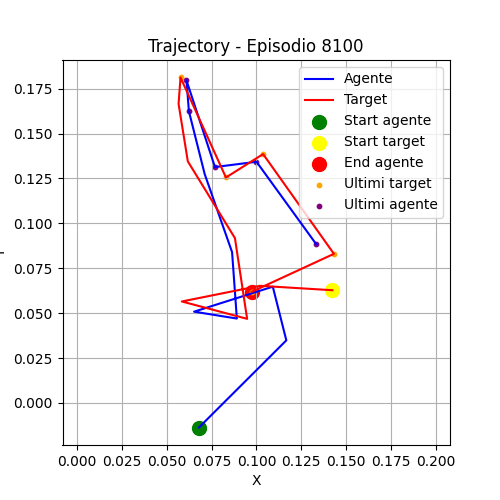 Trajectory - Episodio 8100
Agente
Target
Start agente
Start target
End agente
Ultimi target
Ultimi agente
0.175
0.150
0.125
0.100
0.075
0.050
0.025
0.000
0.000 0.025 0.050 0.075 0.100 0.125 0.150 0.175 0.200
X